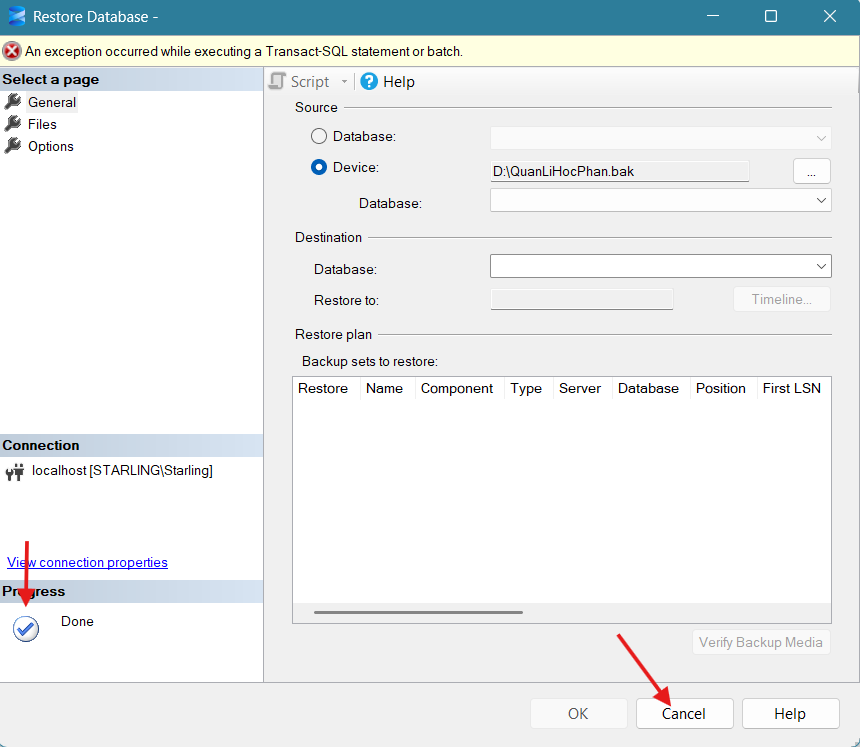 Restore Database -
An exception occurred while executing a Transact-SQL statement or batch.
Select a page
General
Files
Options
Script
Help
Source
Database:
Device:
D:\QuanLiHocPhan.bak
...
Database:
Destination
Database:
Restore to:
Timeline...
Restore plan
Backup sets to restore:
Restore Name Component Type Server Database Position First LSN
Connection
localhost [STARLING\Starling]
View connection properties
Progress
Done
Verify Backup Media
OK
Cancel
Help